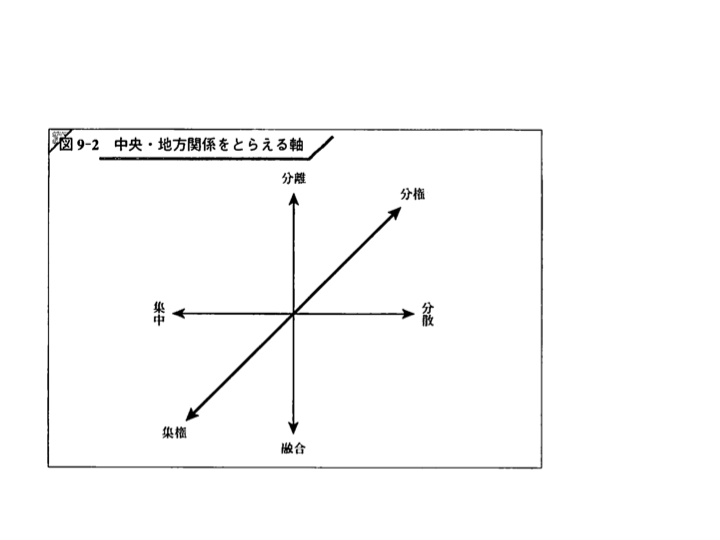 図 9-2 中央・地方関係をとらえる軸
分離
分権
集中
分散
集権
融合